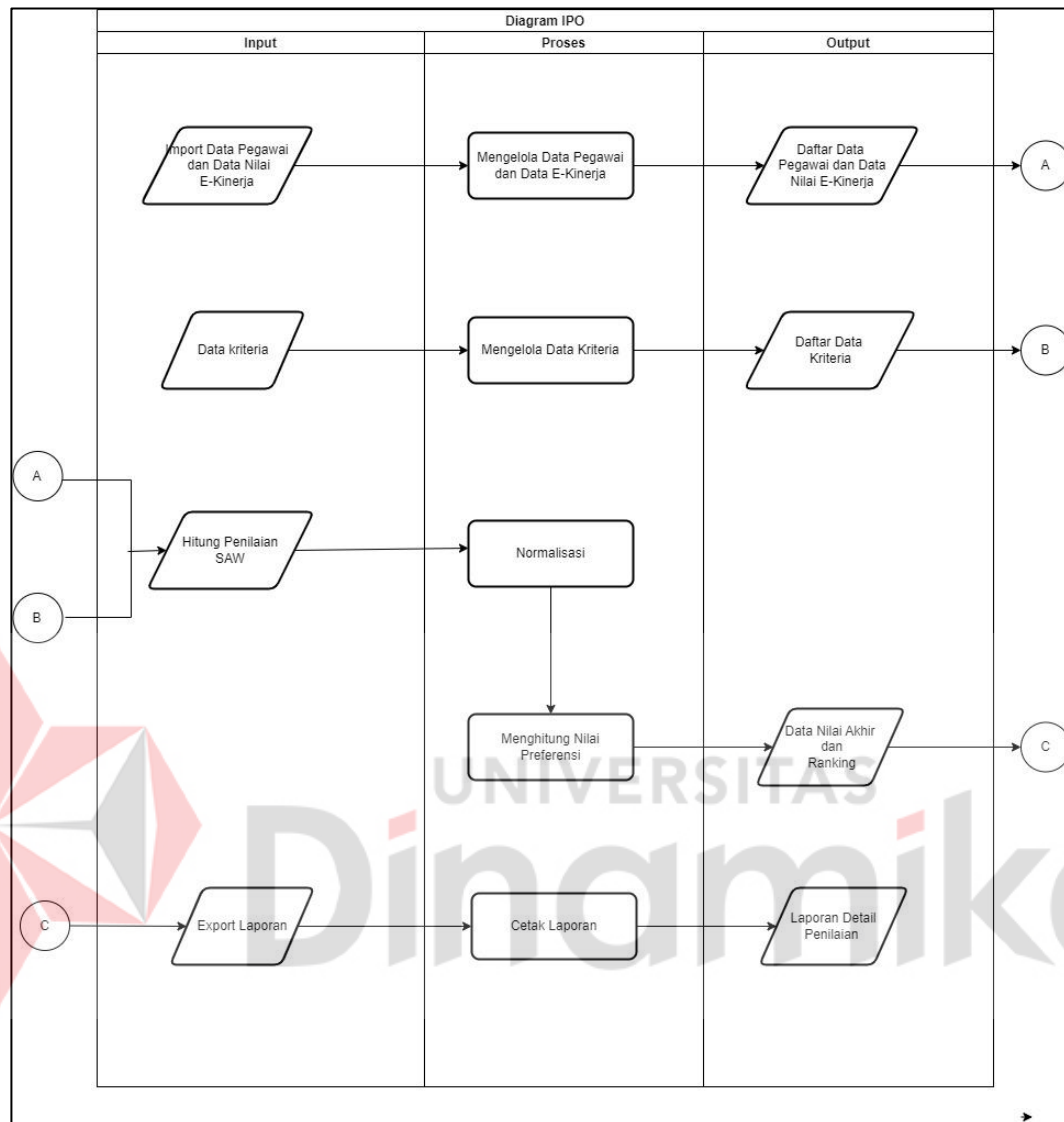 Diagram IPO
Input
Proses
Output
Import Data Pegawai
dan Data Nilai
E-Kinerja
Mengelola Data Pegawai
dan Data E-Kinerja
Daftar Data
Pegawai dan Data
Nilai E-Kinerja
A
Data kriteria
Mengelola Data Kriteria
Daftar Data
Kriteria
B
A
B
Hitung Penilaian
SAW
Normalisasi
Menghitung Nilai
Preferensi
Data Nilai Akhir
dan
Ranking
C
UNIVERSITAS
Dinamika
C
Export Laporan
Cetak Laporan
Laporan Detail
Penilaian